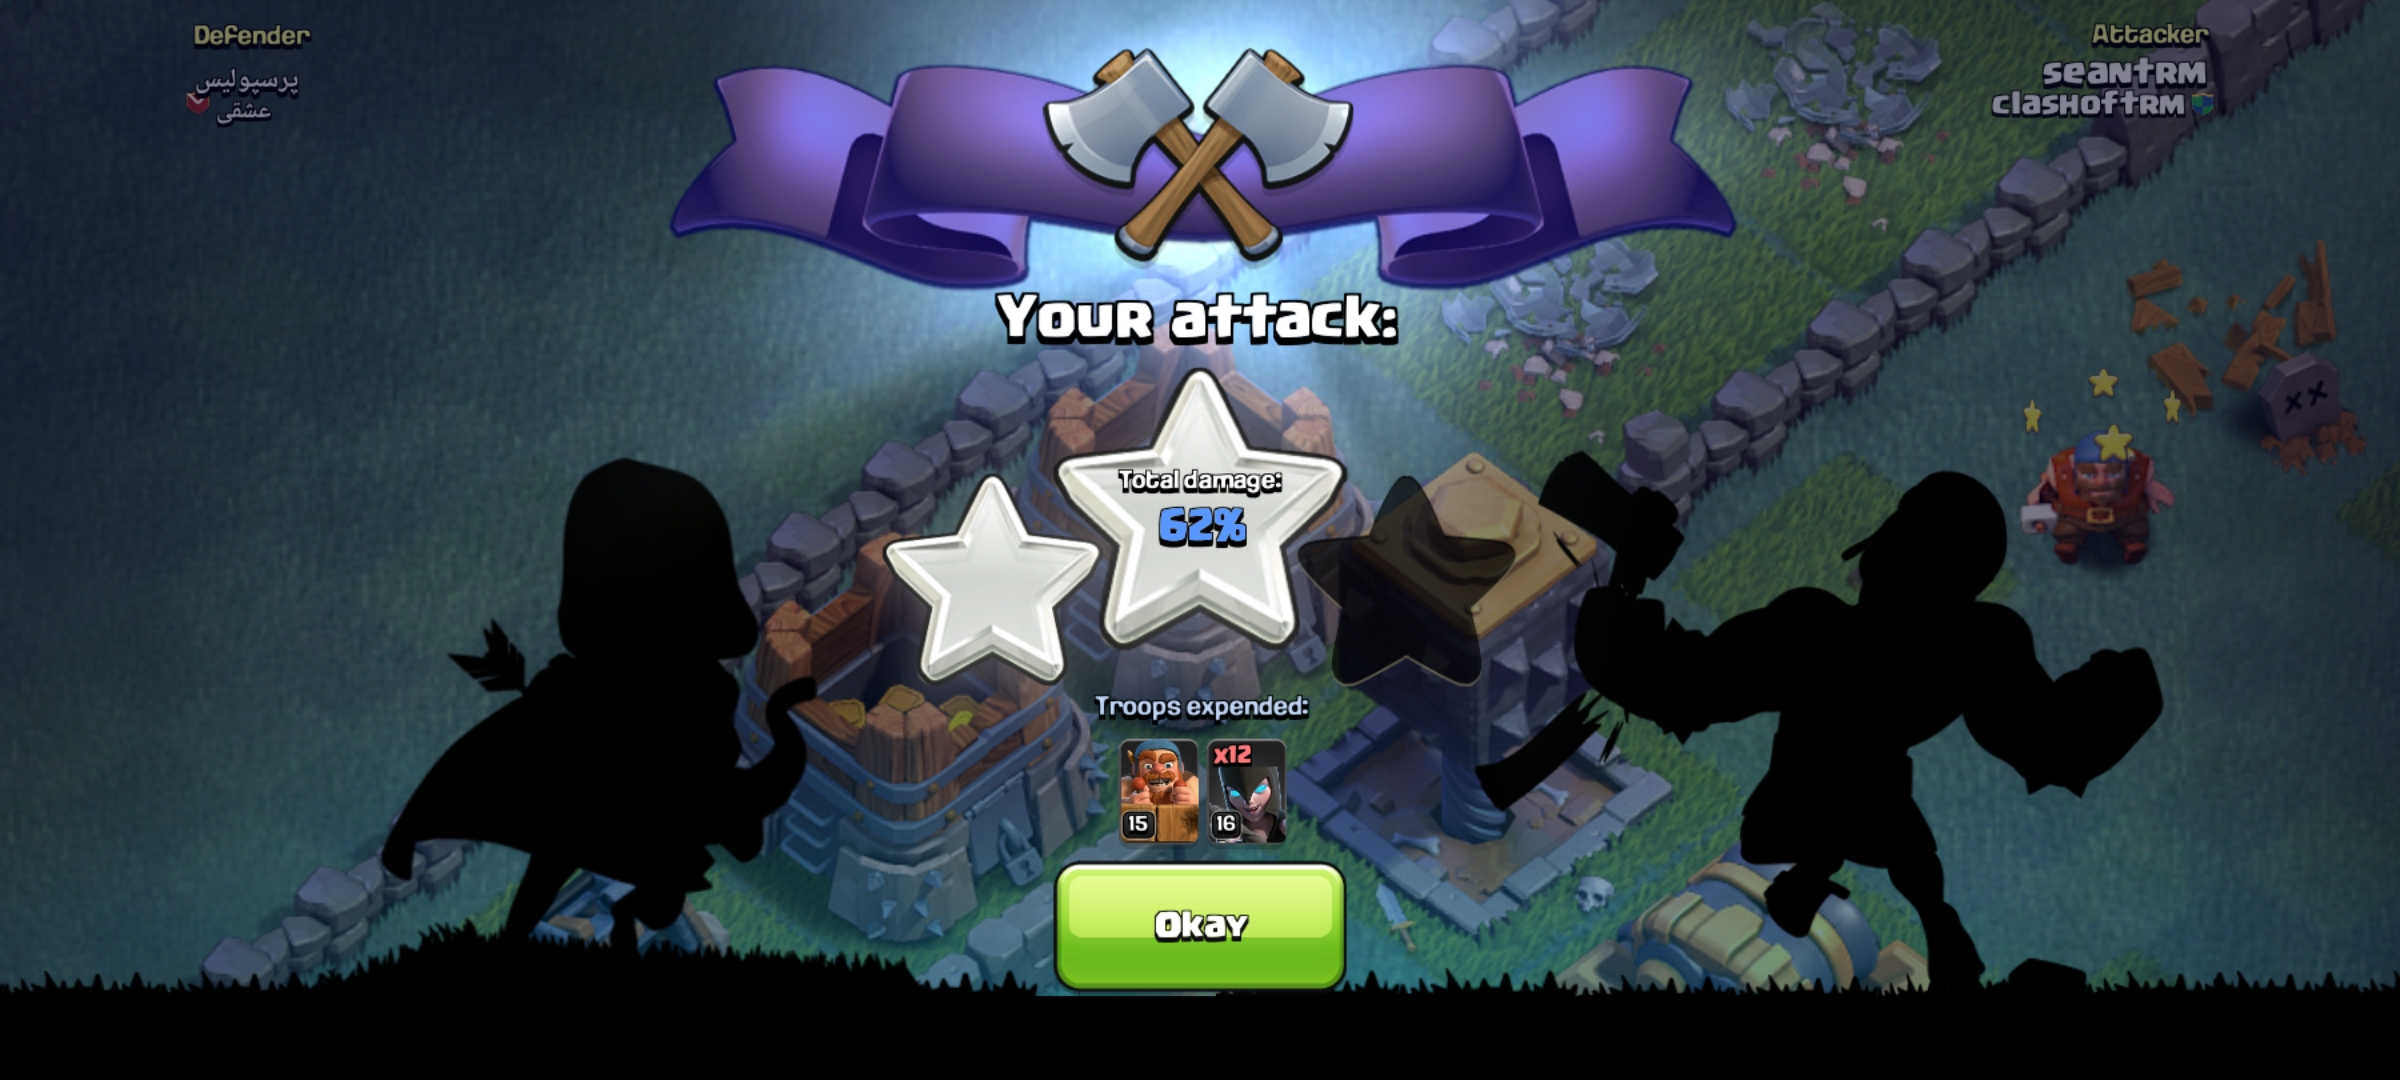 Defender
پرسپولیس
عشقی
Attacker
seantRM
clashoftRM
Your attack:
Total damage:
62%
Troops expended:
x12
15
16
Okay